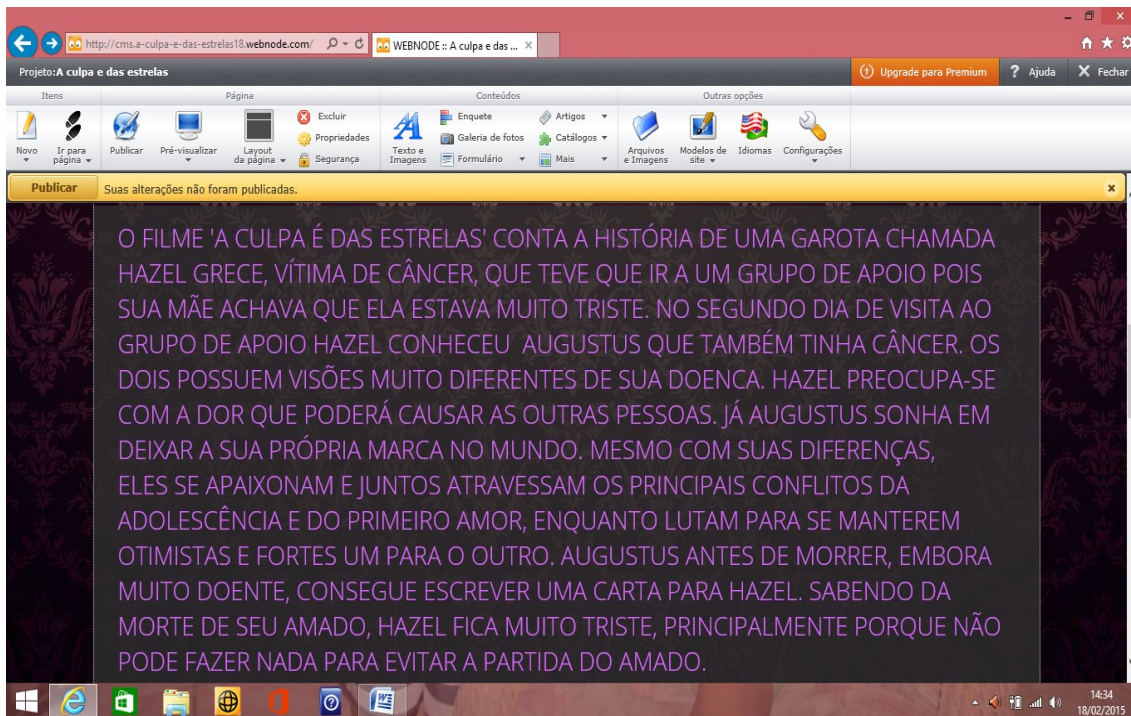 http://cms.a-culpa-e-das-estrelas18.webnode.com/
WEBNODE :: A culpa e das ...
Projeto:A culpa e das estrelas
Upgrade para Premium
? Ajuda
X Fechar
Itens
Página
Conteúdos
Outras opções
Novo
Ir para página
Publicar
Pré-visualizar
Layout da página
Excluir
Propriedades
Segurança
Texto e Imagens
Enquete
Galeria de fotos
Formulário
Artigos
Catálogos
Mais
Arquivos e Imagens
Modelos de site
Idiomas
Configurações
Publicar
Suas alterações não foram publicadas.
O FILME 'A CULPA É DAS ESTRELAS' CONTA A HISTÓRIA DE UMA GAROTA CHAMADA
HAZEL GRECE, VÍTIMA DE CÂNCER, QUE TEVE QUE IR A UM GRUPO DE APOIO POIS
SUA MÃE ACHAVA QUE ELA ESTAVA MUITO TRISTE. NO SEGUNDO DIA DE VISITA AO
GRUPO DE APOIO HAZEL CONHECEU AUGUSTUS QUE TAMBÉM TINHA CÂNCER. OS
DOIS POSSUEM VISÕES MUITO DIFERENTES DE SUA DOENCA. HAZEL PREOCUPA-SE
COM A DOR QUE PODERÁ CAUSAR AS OUTRAS PESSOAS. JÁ AUGUSTUS SONHA EM
DEIXAR A SUA PRÓPRIA MARCA NO MUNDO. MESMO COM SUAS DIFERENÇAS,
ELES SE APAIXONAM E JUNTOS ATRAVESSAM OS PRINCIPAIS CONFLITOS DA
ADOLESCÊNCIA E DO PRIMEIRO AMOR, ENQUANTO LUTAM PARA SE MANTEREM
OTIMISTAS E FORTES UM PARA O OUTRO. AUGUSTUS ANTES DE MORRER, EMBORA
MUITO DOENTE, CONSEGUE ESCREVER UMA CARTA PARA HAZEL. SABENDO DA
MORTE DE SEU AMADO, HAZEL FICA MUITO TRISTE, PRINCIPALMENTE PORQUE NÃO
PODE FAZER NADA PARA EVITAR A PARTIDA DO AMADO.
14:34
18/02/2015